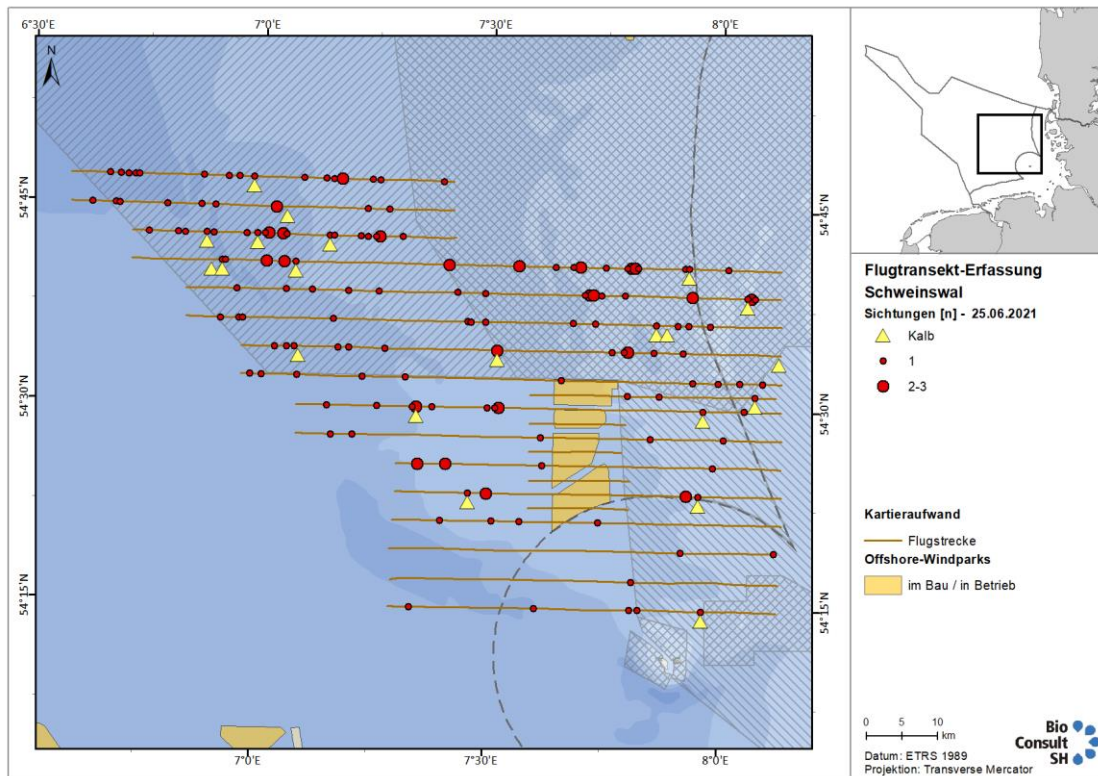 6°30'E
7°0'E
7°30'E
8°0'E
N
54°45'N
54°45'N
54°30'N
54°30'N
54°15'N
54°15'N
7°0'E
7°30'E
8°0'E
Flugtransekt-Erfassung
Schweinswal
Sichtungen [n] - 25.06.2021
Kalb
1
2-3
Kartieraufwand
Flugstrecke
Offshore-Windparks
im Bau / in Betrieb
0 5 10
km
Datum: ETRS 1989
Projektion: Transverse Mercator
Bio
Consult
SH